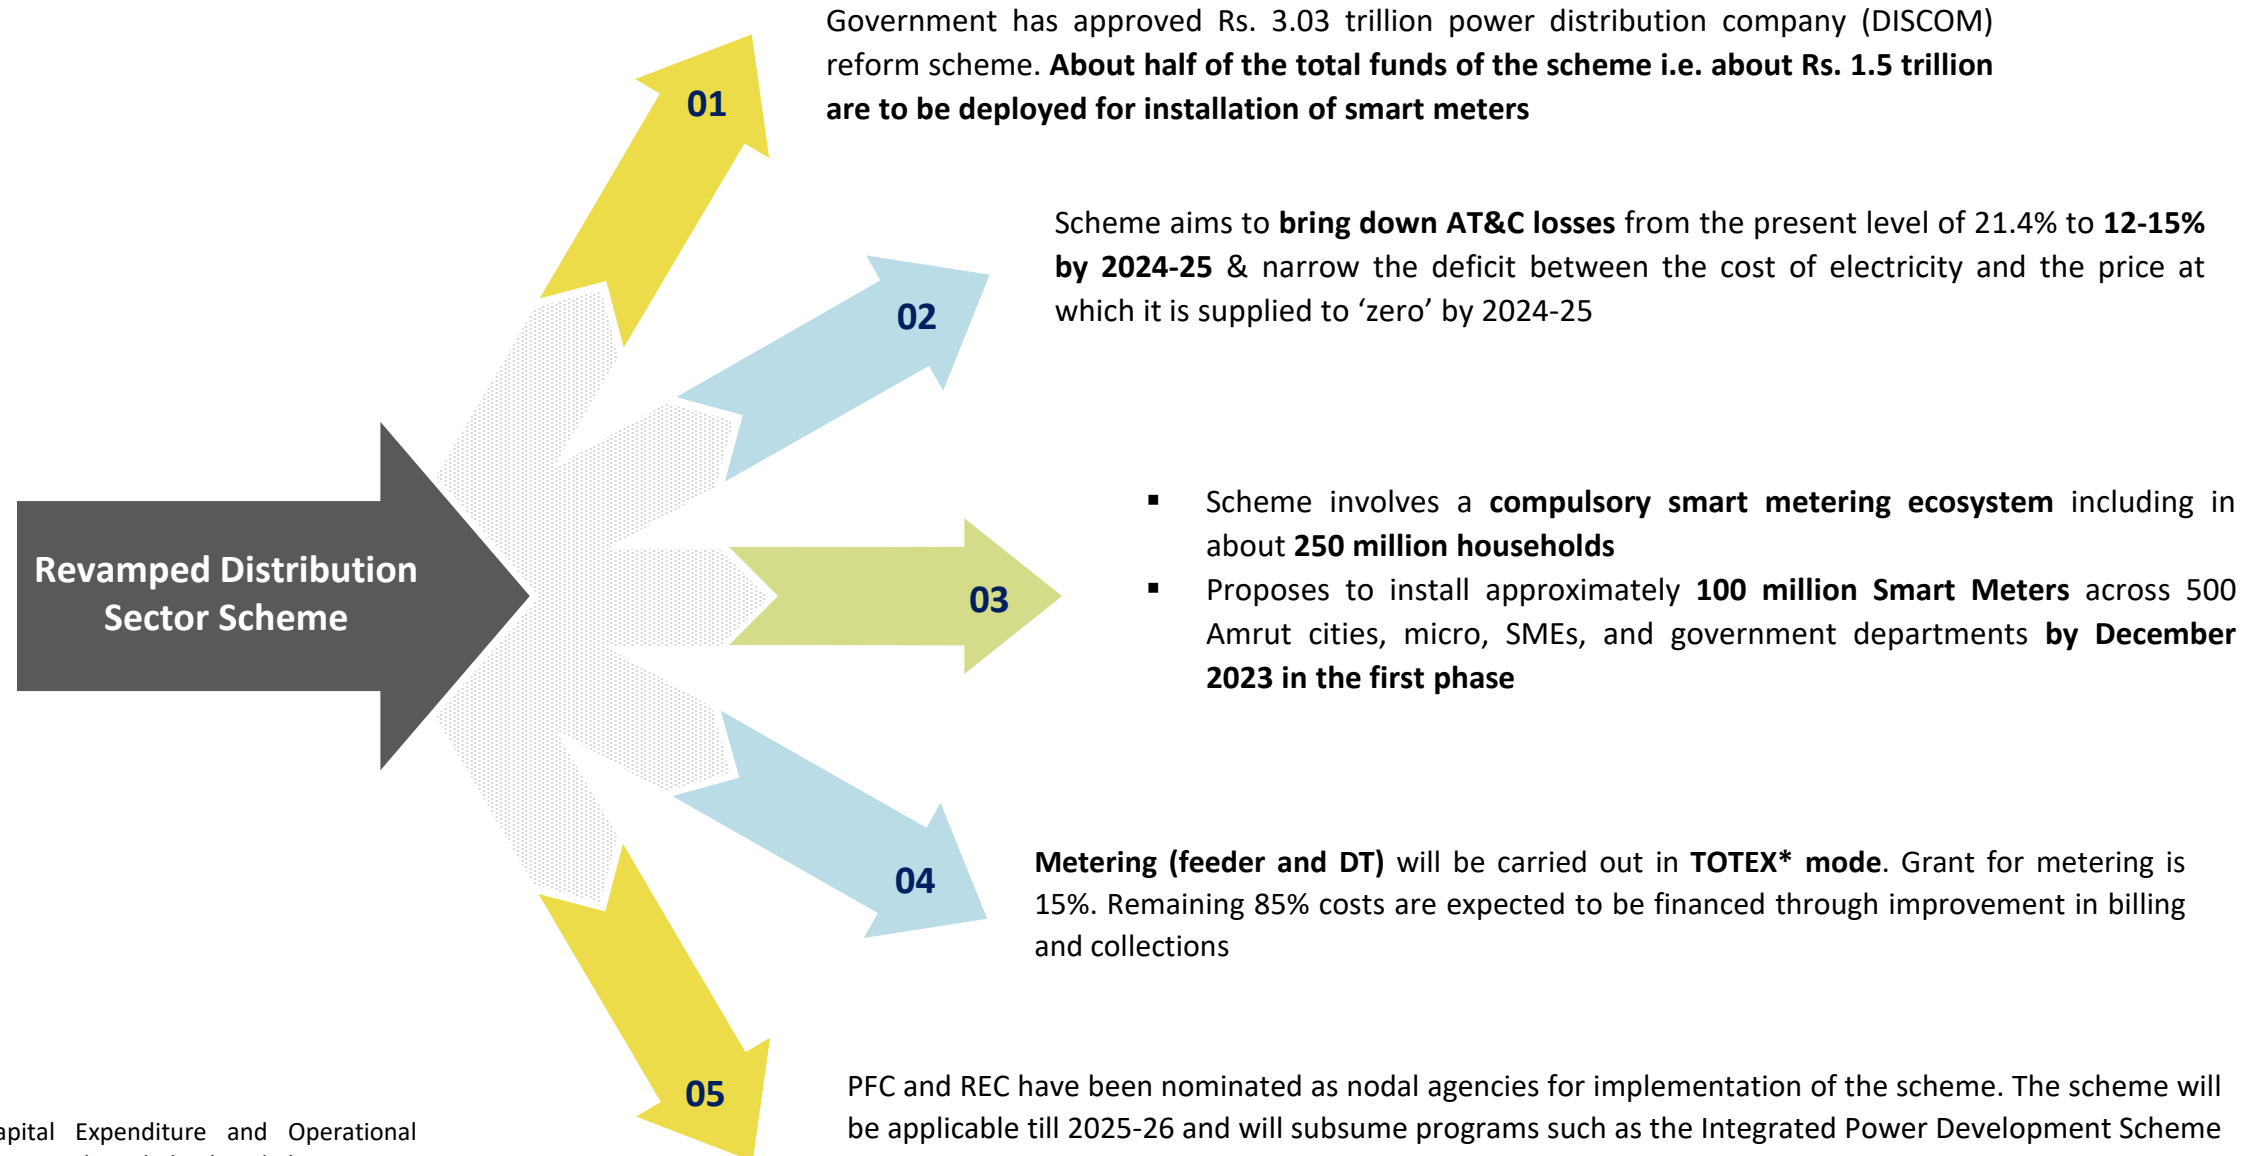 Government has approved Rs. 3.03 trillion power distribution company (DISCOM)
reform scheme. About half of the total funds of the scheme i.e. about Rs. 1.5 trillion
are to be deployed for installation of smart meters
01
Scheme aims to bring down AT&C losses from the present level of 21.4% to 12-15%
by 2024-25 & narrow the deficit between the cost of electricity and the price at
which it is supplied to ‘zero’ by 2024-25
02
Revamped Distribution
Sector Scheme
▪ Scheme involves a compulsory smart metering ecosystem including in
about 250 million households
▪ Proposes to install approximately 100 million Smart Meters across 500
Amrut cities, micro, SMEs, and government departments by December
2023 in the first phase
03
Metering (feeder and DT) will be carried out in TOTEX* mode. Grant for metering is
15%. Remaining 85% costs are expected to be financed through improvement in billing
and collections
04
PFC and REC have been nominated as nodal agencies for implementation of the scheme. The scheme will
be applicable till 2025-26 and will subsume programs such as the Integrated Power Development Scheme
05
apital Expenditure and Operational